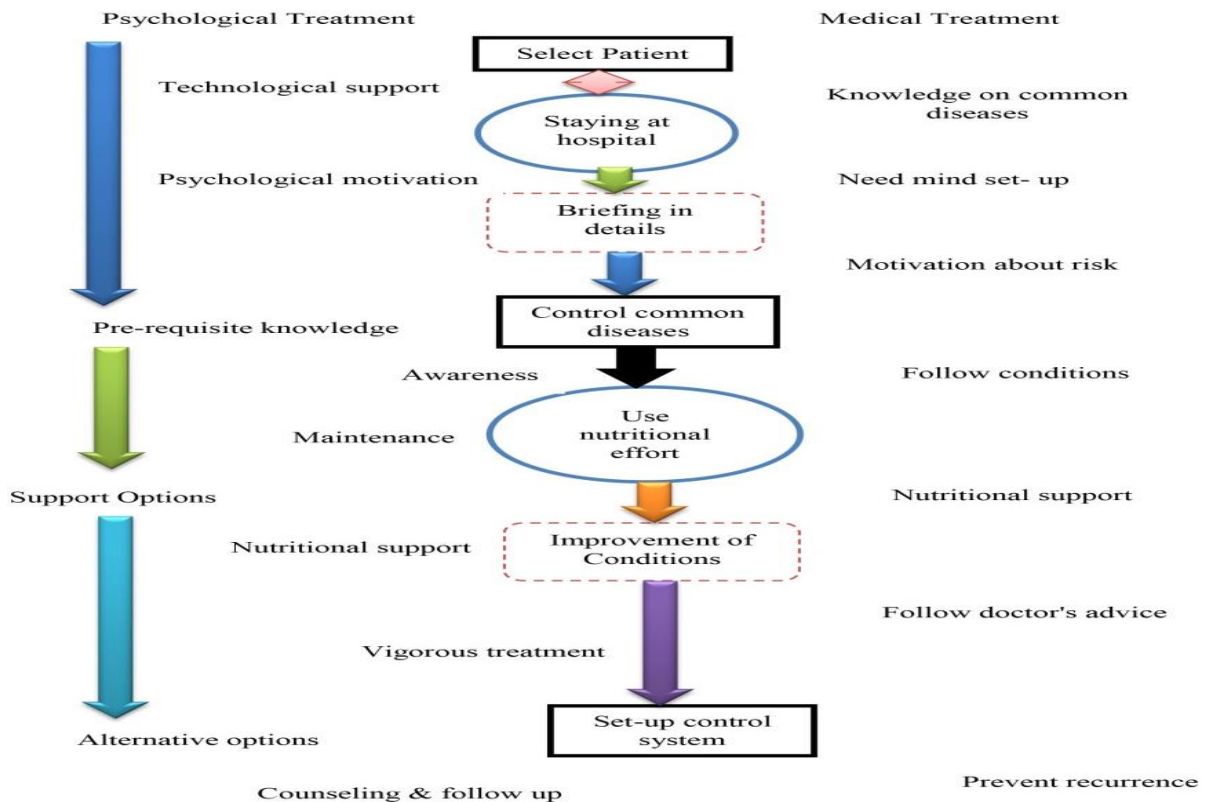 Psychological Treatment
Medical Treatment
Select Patient
Technological support
Knowledge on common
diseases
Staying at
hospital
Psychological motivation
Need mind set- up
Briefing in
details
Motivation about risk
Control common
diseases
Pre-requisite knowledge
Awareness
Follow conditions
Use
nutritional
effort
Maintenance
Support Options
Nutritional support
Nutritional support
Improvement of
Conditions
Follow doctor's advice
Vigorous treatment
Set-up control
system
Alternative options
Prevent recurrence
Counseling & follow up